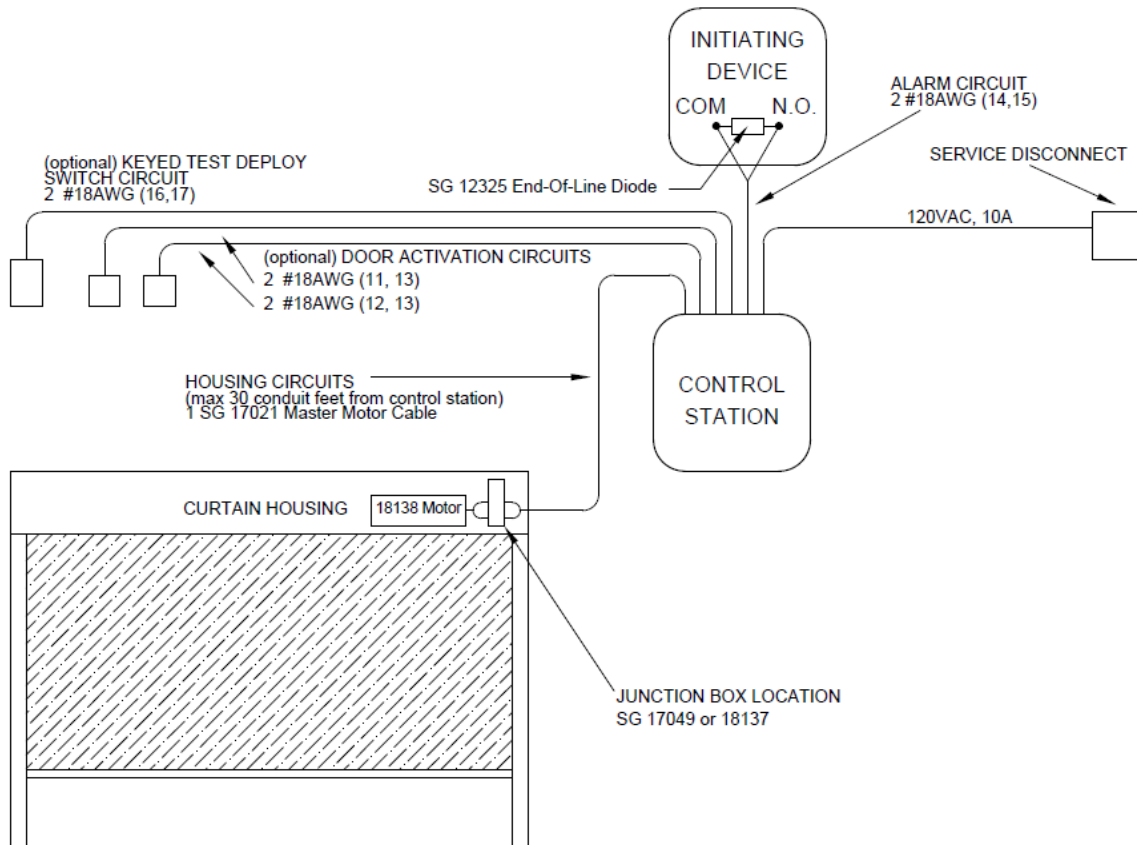 INITIATING
DEVICE
COM N.O.
ALARM CIRCUIT
2 #18AWG (14,15)
SERVICE DISCONNECT
(optional) KEYED TEST DEPLOY
SWITCH CIRCUIT
2 #18AWG (16,17)
SG 12325 End-Of-Line Diode
120VAC, 10A
(optional) DOOR ACTIVATION CIRCUITS
2 #18AWG (11, 13)
2 #18AWG (12, 13)
HOUSING CIRCUITS
(max 30 conduit feet from control station)
1 SG 17021 Master Motor Cable
CONTROL
STATION
CURTAIN HOUSING
18138 Motor
JUNCTION BOX LOCATION
SG 17049 or 18137